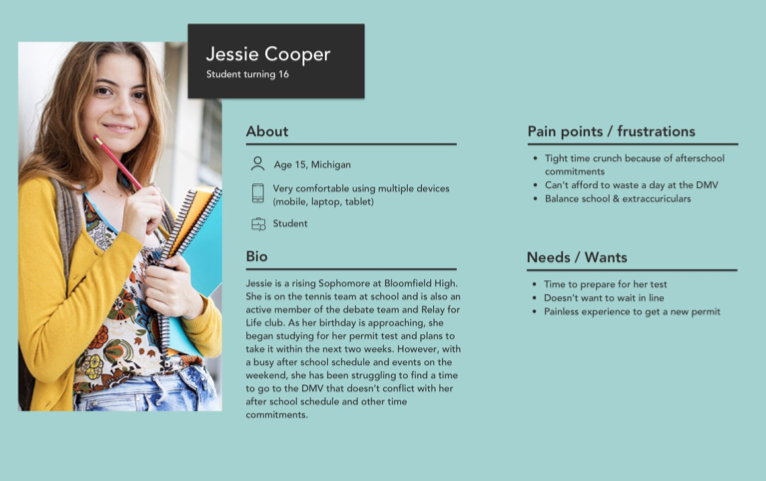 Jessie Cooper
Student turning 16
About
Age 15, Michigan
Very comfortable using multiple devices
(mobile, laptop, tablet)
Student
Bio
Jessie is a rising Sophomore at Bloomfield High.
She is on the tennis team at school and is also an
active member of the debate team and Relay for
Life club. As her birthday is approaching, she
began studying for her permit test and plans to
take it within the next two weeks. However, with
a busy after school schedule and events on the
weekend, she has been struggling to find a time
to go to the DMV that doesn't conflict with her
after school schedule and other time
commitments.
Pain points / frustrations
• Tight time crunch because of afterschool
commitments
• Can't afford to waste a day at the DMV
• Balance school & extraccuriculars
Needs / Wants
• Time to prepare for her test
• Doesn't want to wait in line
• Painless experience to get a new permit